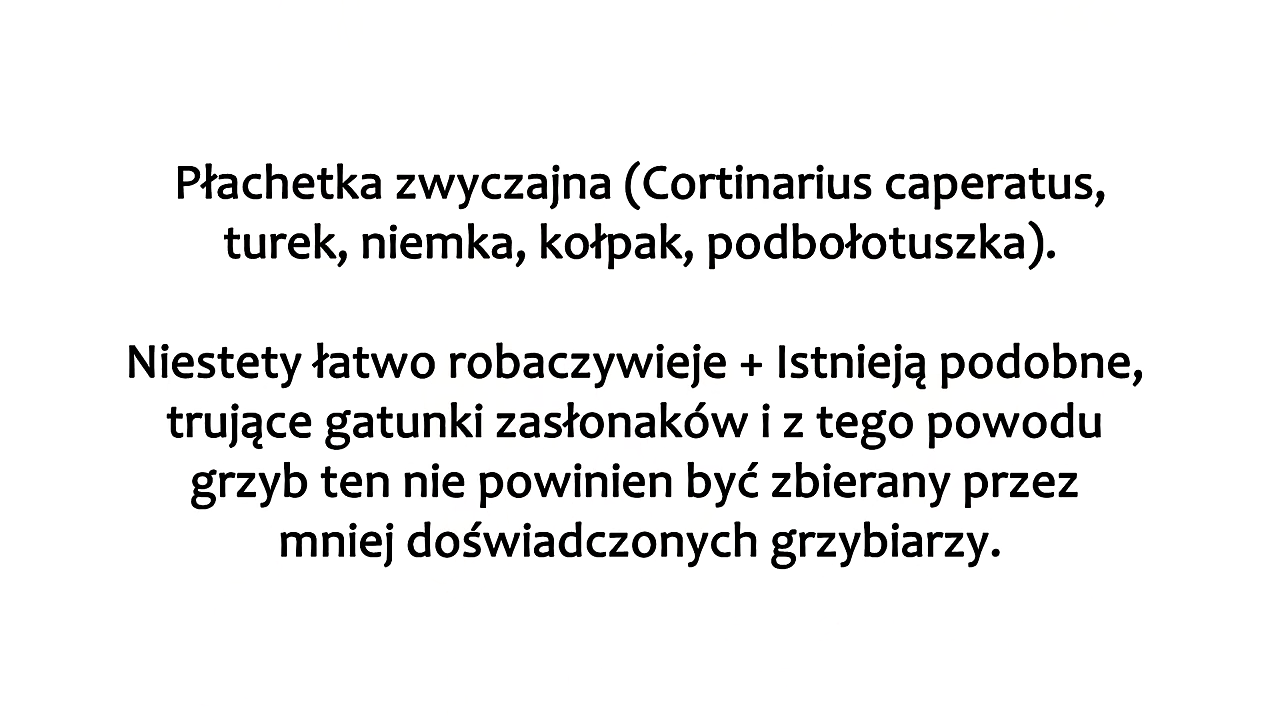 Płachetka zwyczajna (Cortinarius caperatus,
turek, niemka, kołpak, podbołotuszka).
Niestety łatwo robaczywieje + Istnieją podobne,
trujące gatunki zasłonaków i z tego powodu
grzyb ten nie powinien być zbierany przez
mniej doświadczonych grzybiarzy.